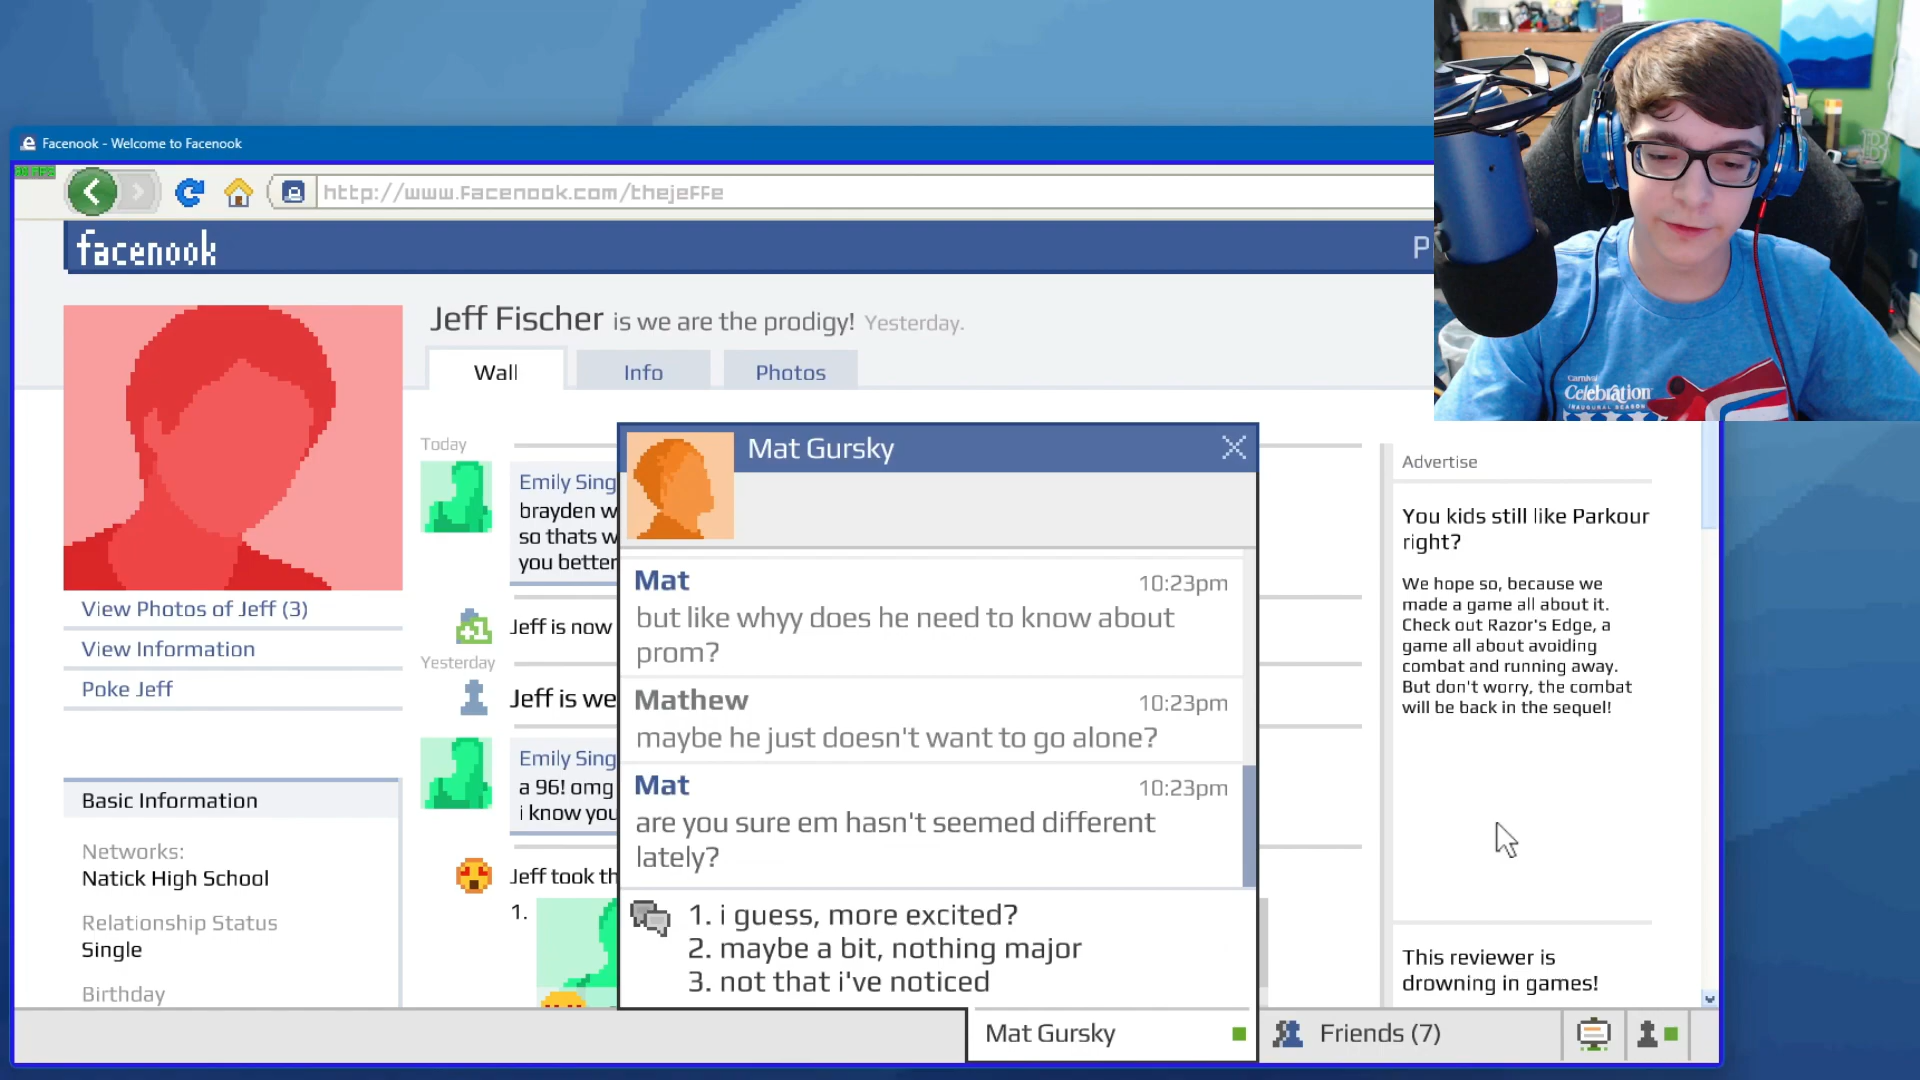 Facenook - Welcome to Facenook
http://www.facenook.com/thejeffe
facenook
P
Jeff Fischer is we are the prodigy! Yesterday.
Wall
Info
Photos
View Photos of Jeff (3)
View Information
Poke Jeff
Basic Information
Networks:
Natick High School
Relationship Status
Single
Birthday
Today
Emily Sing
brayden w
so thats w
you better
Jeff is now
Yesterday
Jeff is we
Emily Sing
a 96! omg
i know you
Jeff took th
1.
Mat Gursky
Mat 10:23pm
but like whyy does he need to know about
prom?
Mathew 10:23pm
maybe he just doesn't want to go alone?
Mat 10:23pm
are you sure em hasn't seemed different
lately?
1. i guess, more excited?
2. maybe a bit, nothing major
3. not that i've noticed
Advertise
You kids still like Parkour
right?
We hope so, because we
made a game all about it.
Check out Razor's Edge, a
game all about avoiding
combat and running away.
But don't worry, the combat
will be back in the sequel!
This reviewer is
drowning in games!
Mat Gursky
Friends (7)
Carnival
Celebration
INAUGURAL SEASON